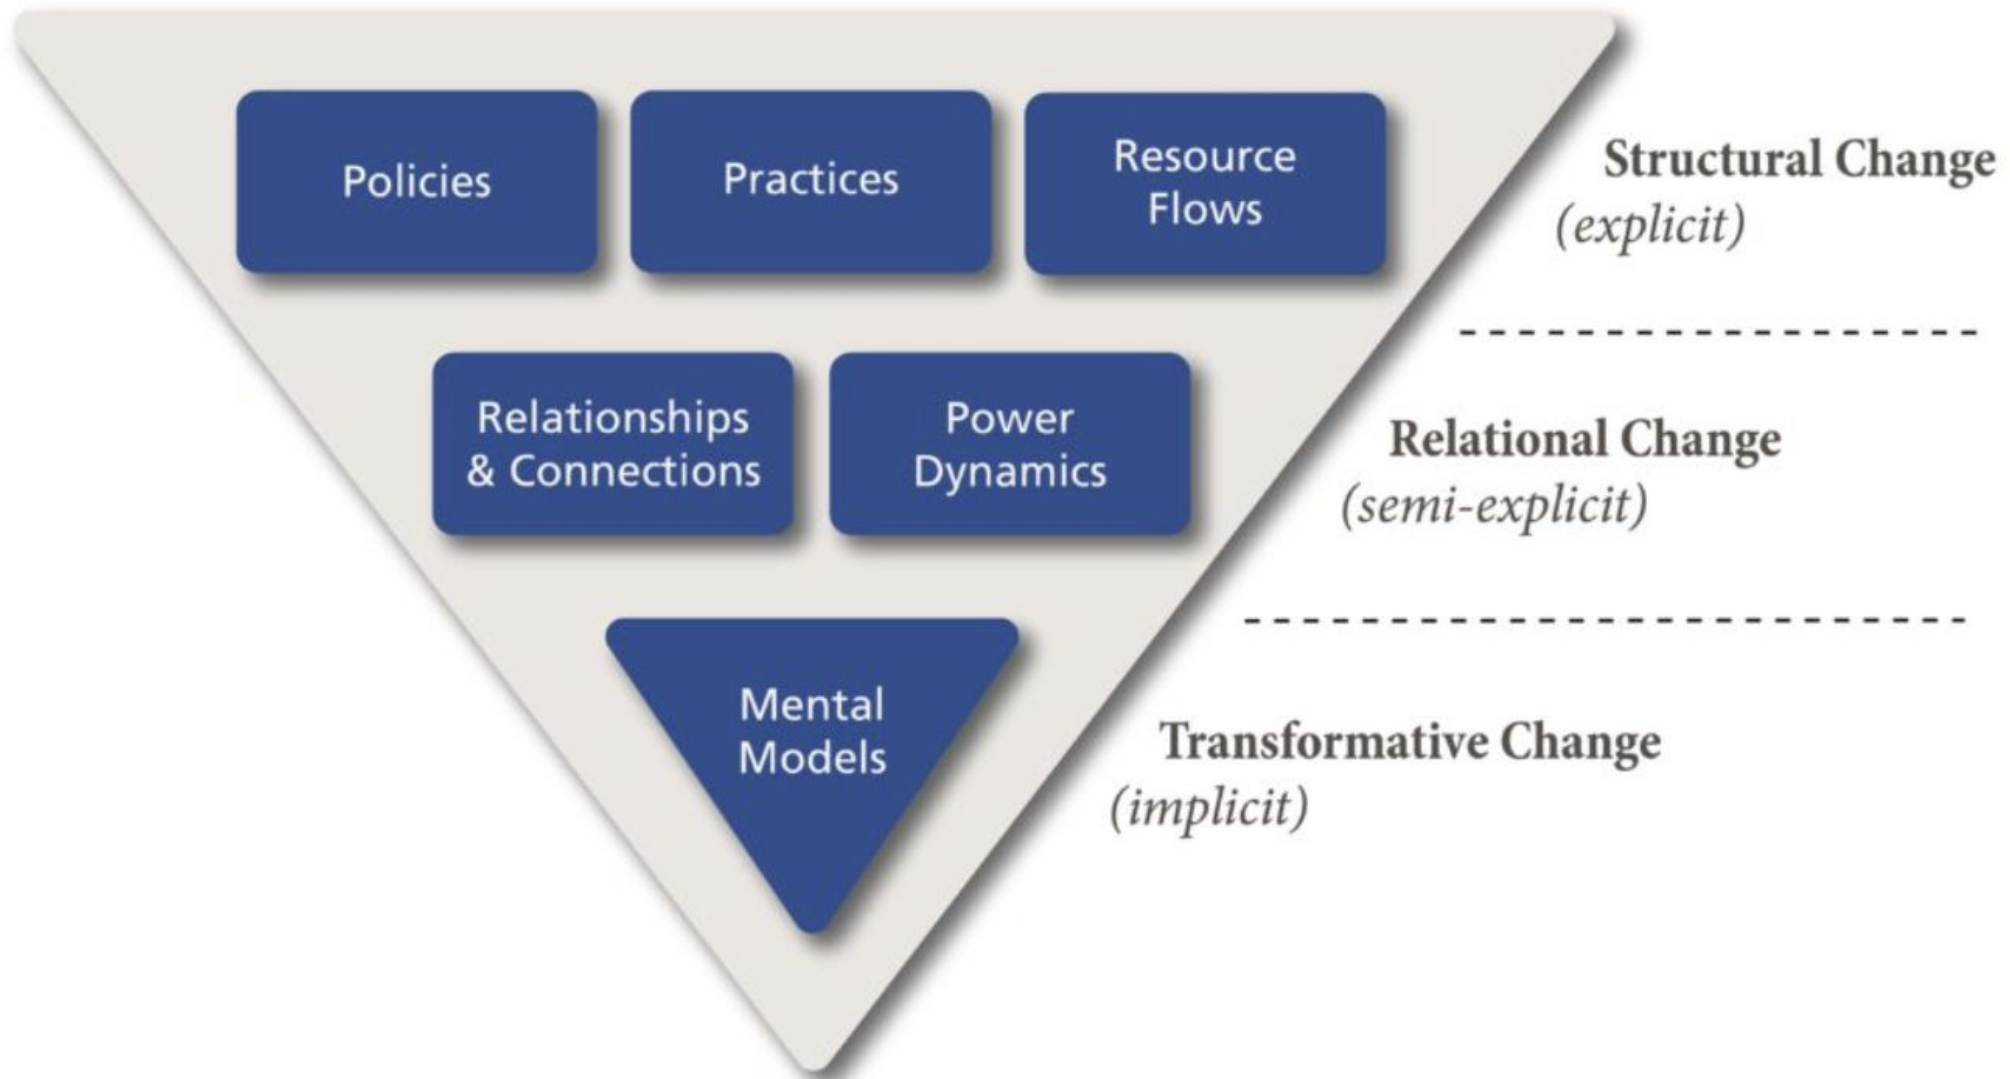 Policies
Practices
Resource
Flows
Structural Change
(explicit)
Relationships
& Connections
Power
Dynamics
Relational Change
(semi-explicit)
Mental
Models
Transformative Change
(implicit)